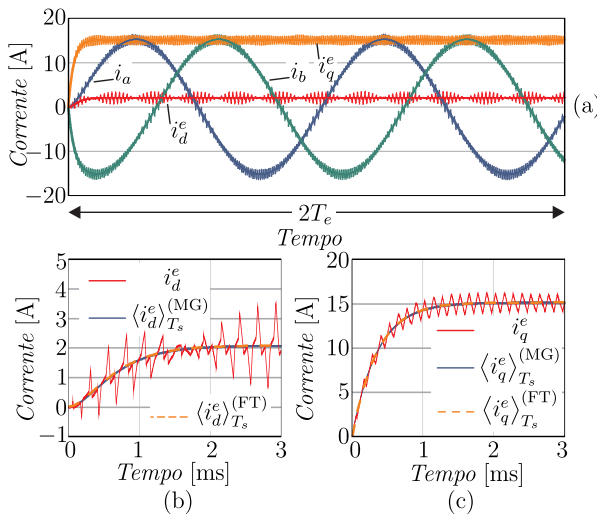 Corrente [A]
20
10
0
−10
−20
i_a
i_b
i_q^e
i_d^e
(a)
2T_e
Tempo
Corrente [A]
5
4
3
2
1
0
−1
i_d^e
⟨i_d^e⟩_{T_s}^{(MG)}
⟨i_d^e⟩_{T_s}^{(FT)}
0 1 2 3
Tempo [ms]
(b)
Corrente [A]
20
15
10
5
0
i_q^e
⟨i_q^e⟩_{T_s}^{(MG)}
⟨i_q^e⟩_{T_s}^{(FT)}
0 1 2 3
Tempo [ms]
(c)